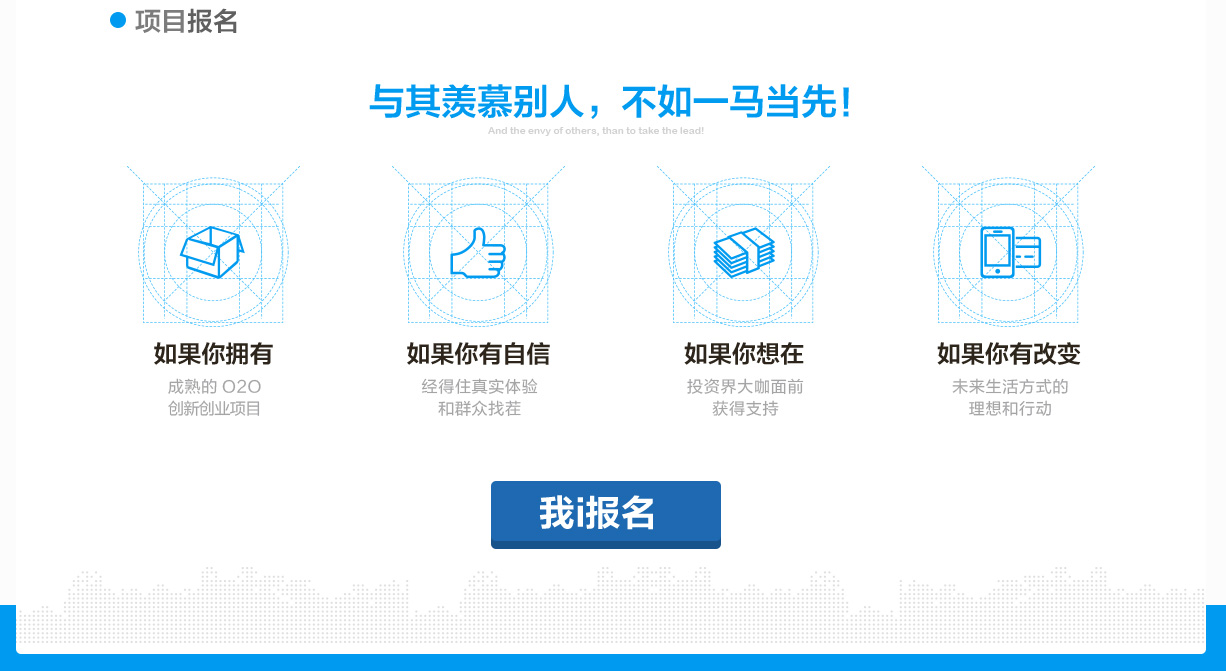 项目报名
与其羡慕别人，不如一马当先！
And the envy of others, than to take the lead!
如果你拥有
成熟的 O2O
创新创业项目
如果你有自信
经得住真实体验
和群众找茬
如果你想在
投资界大咖面前
获得支持
如果你有改变
未来生活方式的
理想和行动
我i报名